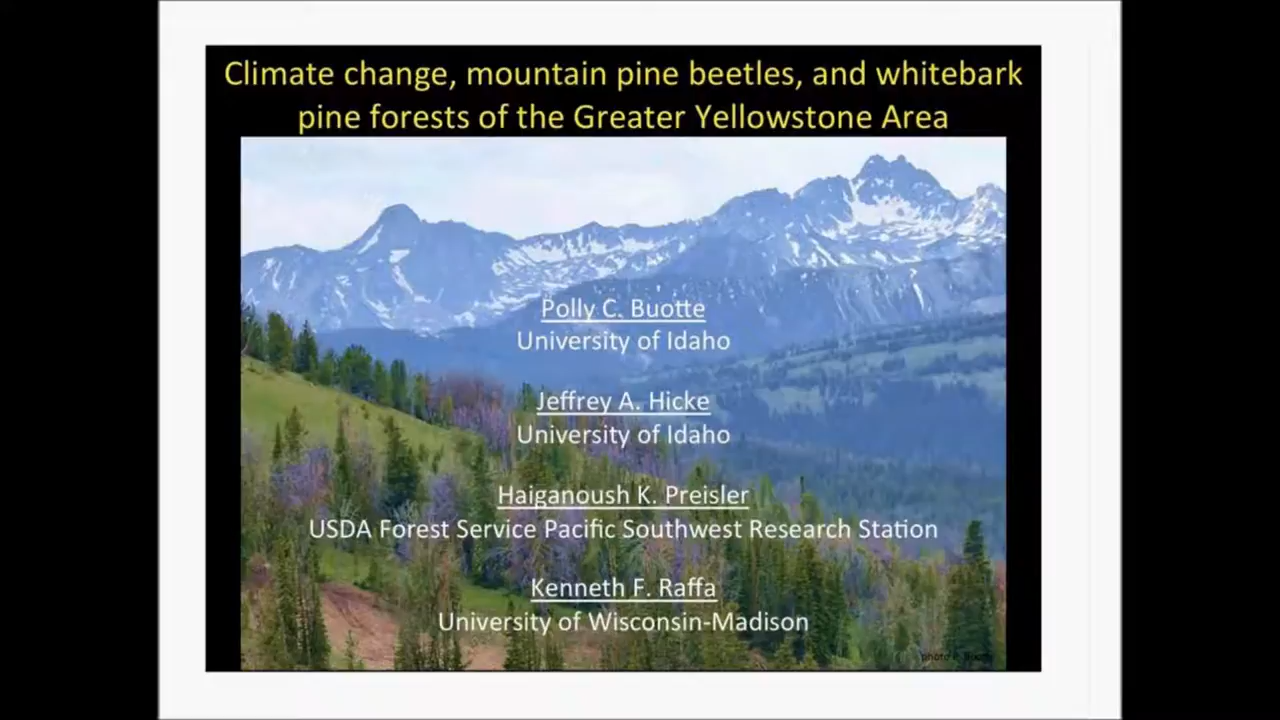 Climate change, mountain pine beetles, and whitebark
pine forests of the Greater Yellowstone Area
Polly C. Buotte
University of Idaho
Jeffrey A. Hicke
University of Idaho
Haiganoush K. Preisler
USDA Forest Service Pacific Southwest Research Station
Kenneth F. Raffa
University of Wisconsin-Madison
photo P. Buotte